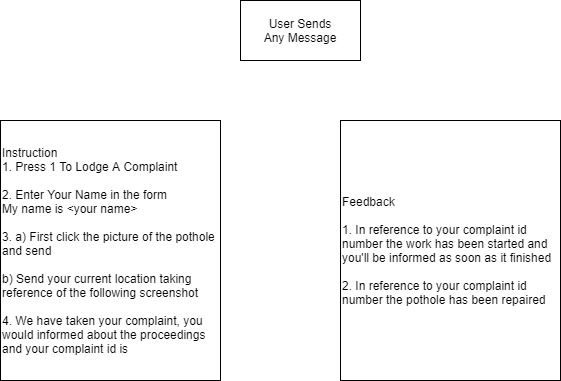 User Sends
Any Message
Instruction
1. Press 1 To Lodge A Complaint
2. Enter Your Name in the form
My name is <your name>
3. a) First click the picture of the pothole
and send
b) Send your current location taking
reference of the following screenshot
4. We have taken your complaint, you
would informed about the proceedings
and your complaint id is
Feedback
1. In reference to your complaint id
number the work has been started and
you'll be informed as soon as it finished
2. In reference to your complaint id
number the pothole has been repaired